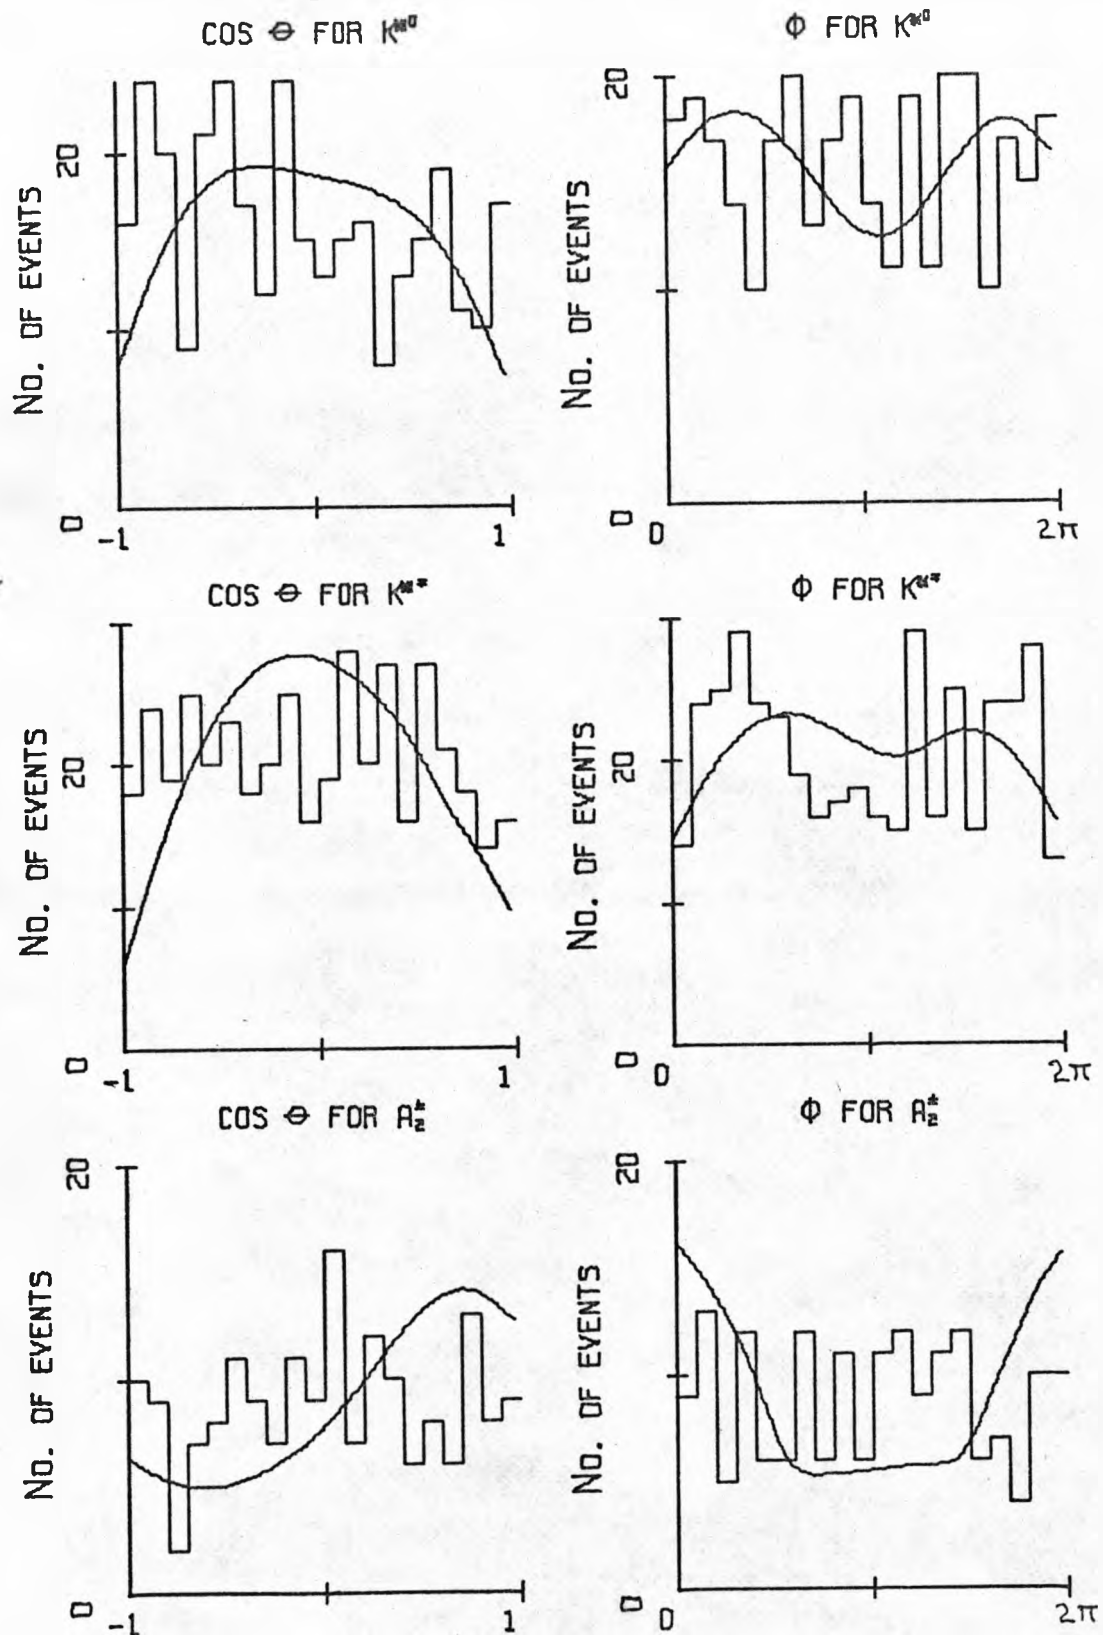 COS Θ FOR K*⁰
NO. OF EVENTS
20
0
-1
1
Φ FOR K*⁰
NO. OF EVENTS
20
0
0
2π
COS Θ FOR K**
NO. OF EVENTS
20
0
-1
1
Φ FOR K**
NO. OF EVENTS
20
0
0
2π
COS Θ FOR A₂*
NO. OF EVENTS
20
0
-1
1
Φ FOR A₂*
NO. OF EVENTS
20
0
0
2π